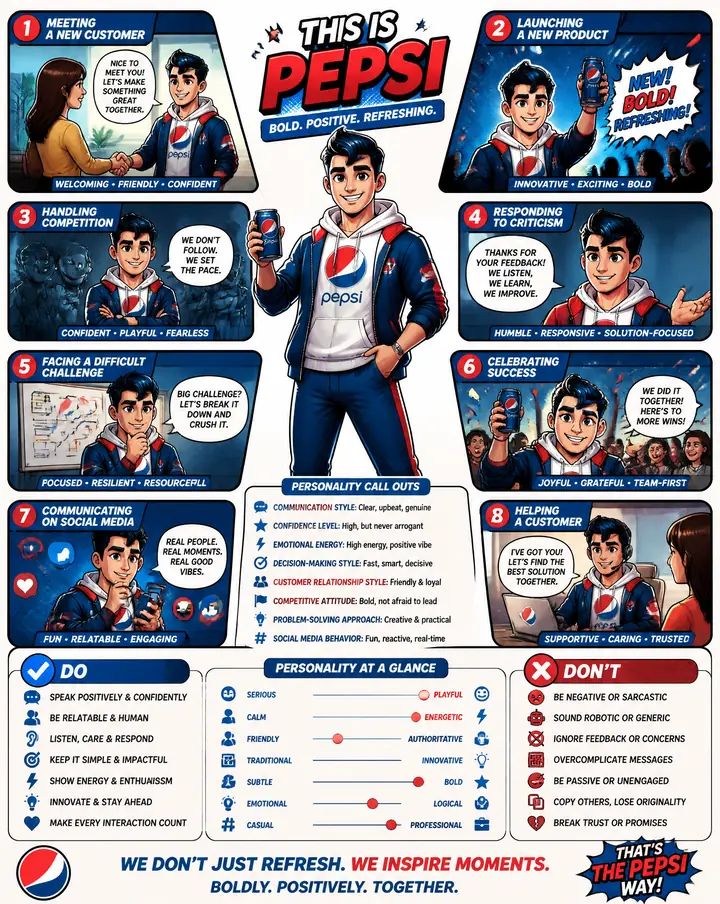 THIS IS
PEPSI
BOLD. POSITIVE. REFRESHING.
1
MEETING
A NEW CUSTOMER
NICE TO
MEET YOU!
LET'S MAKE
SOMETHING
GREAT
TOGETHER.
pepsi
WELCOMING • FRIENDLY • CONFIDENT
2
LAUNCHING
A NEW PRODUCT
NEW!
BOLD!
REFRESHING!
INNOVATIVE • EXCITING • BOLD
3
HANDLING
COMPETITION
WE DON'T
FOLLOW.
WE SET
THE PACE.
CONFIDENT • PLAYFUL • FEARLESS
pepsi
4
RESPONDING
TO CRITICISM
THANKS FOR
YOUR FEEDBACK!
WE LISTEN,
WE LEARN,
WE IMPROVE.
HUMBLE • RESPONSIVE • SOLUTION-FOCUSED
5
FACING A DIFFICULT
CHALLENGE
BIG CHALLENGE?
LET'S BREAK IT
DOWN AND
CRUSH IT.
FOCUSED • RESILIENT • RESOURCEFUL
6
CELEBRATING
SUCCESS
WE DID IT
TOGETHER!
HERE'S TO
MORE WINS!
JOYFUL • GRATEFUL • TEAM-FIRST
7
COMMUNICATING
ON SOCIAL MEDIA
REAL PEOPLE.
REAL MOMENTS.
REAL GOOD
VIBES.
FUN • RELATABLE • ENGAGING
PERSONALITY CALL OUTS
COMMUNICATION STYLE: Clear, upbeat, genuine
CONFIDENCE LEVEL: High, but never arrogant
EMOTIONAL ENERGY: High energy, positive vibe
DECISION-MAKING STYLE: Fast, smart, decisive
CUSTOMER RELATIONSHIP STYLE: Friendly & loyal
COMPETITIVE ATTITUDE: Bold, not afraid to lead
PROBLEM-SOLVING APPROACH: Creative & practical
SOCIAL MEDIA BEHAVIOR: Fun, reactive, real-time
8
HELPING
A CUSTOMER
I'VE GOT YOU!
LET'S FIND THE
BEST SOLUTION
TOGETHER.
SUPPORTIVE • CARING • TRUSTED
DO
SPEAK POSITIVELY & CONFIDENTLY
BE RELATABLE & HUMAN
LISTEN, CARE & RESPOND
KEEP IT SIMPLE & IMPACTFUL
SHOW ENERGY & ENTHUSIASM
INNOVATE & STAY AHEAD
MAKE EVERY INTERACTION COUNT
PERSONALITY AT A GLANCE
SERIOUS PLAYFUL
CALM ENERGETIC
FRIENDLY AUTHORITATIVE
TRADITIONAL INNOVATIVE
SUBTLE BOLD
EMOTIONAL LOGICAL
CASUAL PROFESSIONAL
DON'T
BE NEGATIVE OR SARCASTIC
SOUND ROBOTIC OR GENERIC
IGNORE FEEDBACK OR CONCERNS
OVERCOMPLICATE MESSAGES
BE PASSIVE OR UNENGAGED
COPY OTHERS, LOSE ORIGINALITY
BREAK TRUST OR PROMISES
WE DON'T JUST REFRESH. WE INSPIRE MOMENTS.
BOLDLY. POSITIVELY. TOGETHER.
THAT'S
THE PEPSI
WAY!